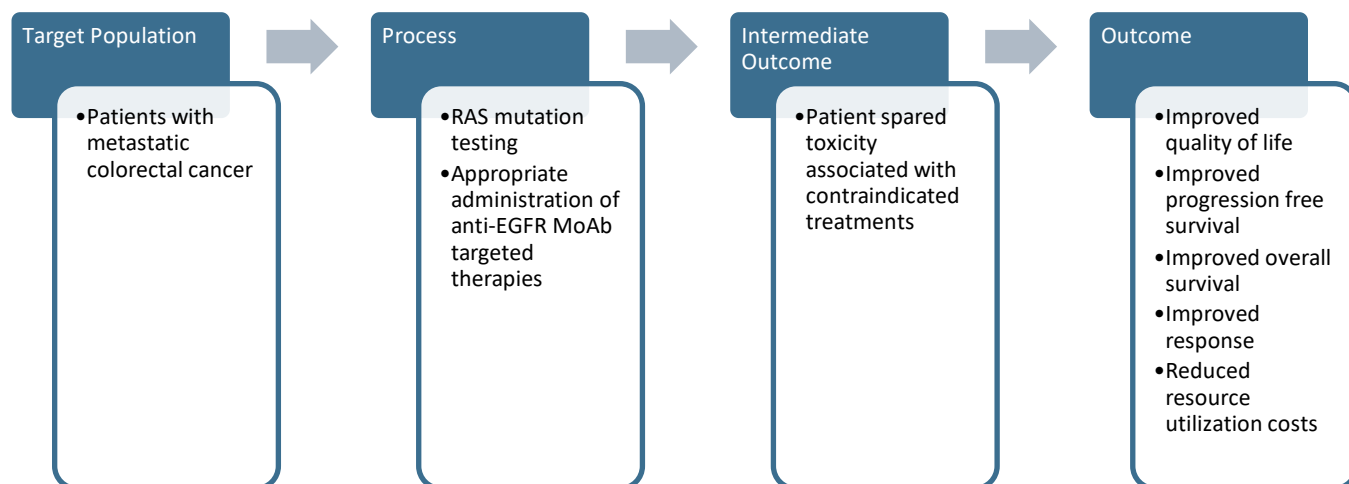 Target Population
•Patients with
metastatic
colorectal cancer
Process
•RAS mutation
testing
•Appropriate
administration of
anti-EGFR MoAb
targeted
therapies
Intermediate
Outcome
•Patient spared
toxicity
associated with
contraindicated
treatments
Outcome
•Improved
quality of life
•Improved
progression free
survival
•Improved overall
survival
•Improved
response
•Reduced
resource
utilization costs